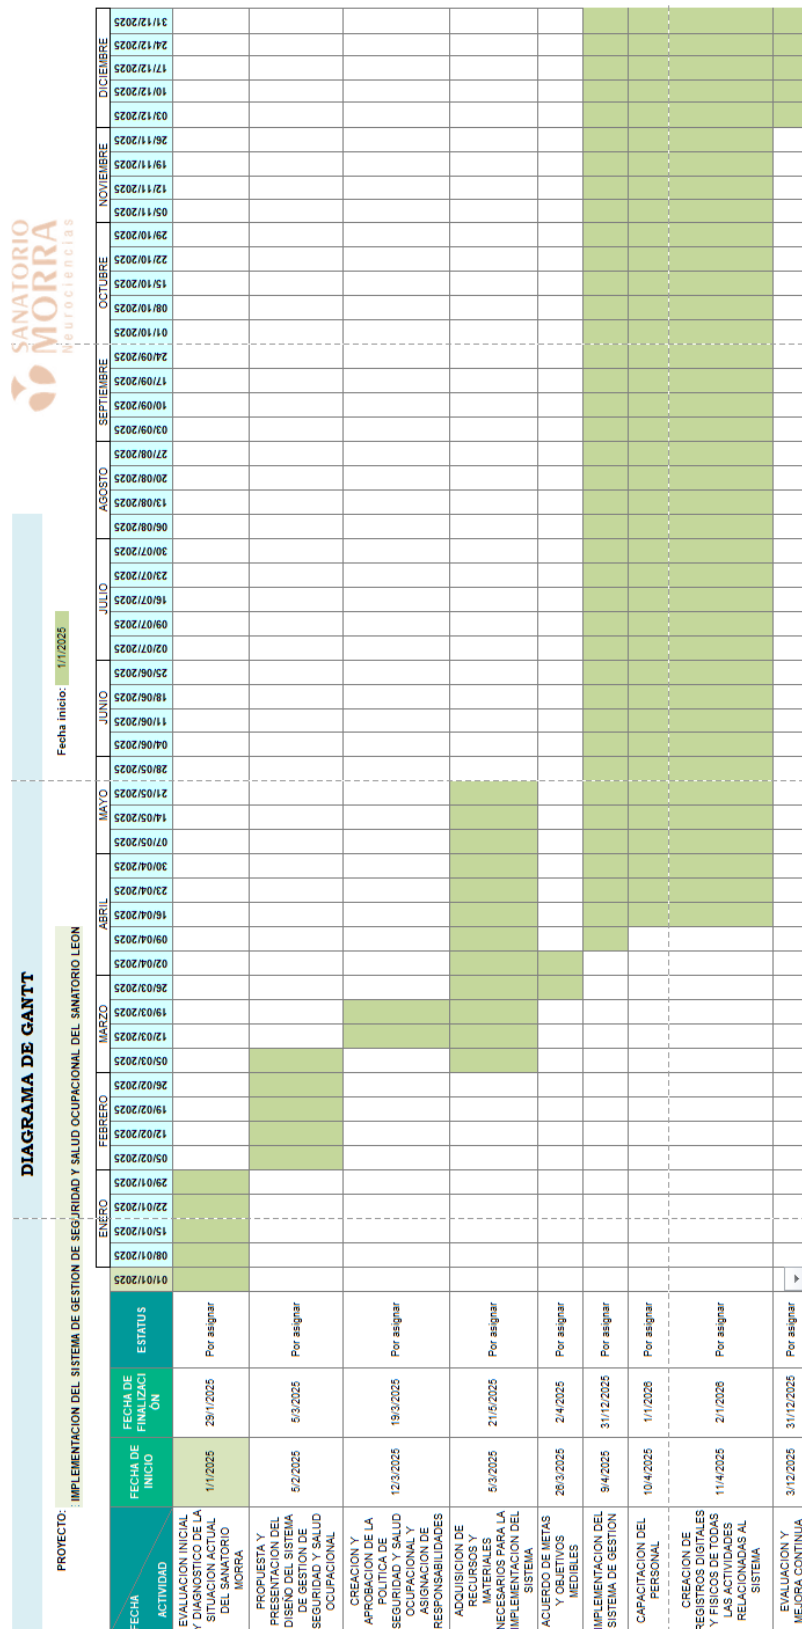 DIAGRAMA DE GANTT
SANATORIO
MORRA
Neurociencias
PROYECTO:
IMPLEMENTACION DEL SISTEMA DE GESTION DE SEGURIDAD Y SALUD OCUPACIONAL DEL SANATORIO LEON
Fecha inicio: 1/1/2025
ENERO FEBRERO MARZO ABRIL MAYO JUNIO JULIO AGOSTO SEPTIEMBRE OCTUBRE NOVIEMBRE DICIEMBRE
FECHA
ACTIVIDAD
FECHA DE
INICIO
FECHA DE
FINALIZACI
ÓN
ESTATUS
01/01/2025 08/01/2025 15/01/2025 22/01/2025 29/01/2025 05/02/2025 12/02/2025 19/02/2025 26/02/2025 05/03/2025 12/03/2025 19/03/2025 26/03/2025 02/04/2025 09/04/2025 16/04/2025 23/04/2025 30/04/2025 07/05/2025 14/05/2025 21/05/2025 28/05/2025 04/06/2025 11/06/2025 18/06/2025 25/06/2025 02/07/2025 09/07/2025 16/07/2025 23/07/2025 30/07/2025 06/08/2025 13/08/2025 20/08/2025 27/08/2025 03/09/2025 10/09/2025 17/09/2025 24/09/2025 01/10/2025 08/10/2025 15/10/2025 22/10/2025 29/10/2025 05/11/2025 12/11/2025 19/11/2025 26/11/2025 03/12/2025 10/12/2025 17/12/2025 24/12/2025 31/12/2025
EVALUACION INICIAL
Y DIAGNOSTICO DE LA
SITUACION ACTUAL
DEL SANATORIO
MORRA
1/1/2025 29/1/2025 Por asignar
PROPUESTA Y
PRESENTACION DEL
DISEÑO DEL SISTEMA
DE GESTION DE
SEGURIDAD Y SALUD
OCUPACIONAL
5/2/2025 5/3/2025 Por asignar
CREACION Y
APROBACION DE LA
POLITICA DE
SEGURIDAD Y SALUD
OCUPACIONAL Y
ASIGNACION DE
RESPONSABILIDADES
12/3/2025 19/3/2025 Por asignar
ADQUISICION DE
RECURSOS Y
MATERIALES
NECESARIOS PARA LA
IMPLEMENTACION DEL
SISTEMA
5/3/2025 21/5/2025 Por asignar
ACUERDO DE METAS
Y OBJETIVOS
MEDIBLES
26/3/2025 2/4/2025 Por asignar
IMPLEMENTACION DEL
SISTEMA DE GESTION
9/4/2025 31/12/2025 Por asignar
CAPACITACION DEL
PERSONAL
10/4/2025 1/1/2026 Por asignar
CREACION DE
REGISTROS DIGITALES
Y FISICOS DE TODAS
LAS ACTIVIDADES
RELACIONADAS AL
SISTEMA
11/4/2025 2/1/2026 Por asignar
EVALUACION Y
MEJORA CONTINUA
3/12/2025 31/12/2025 Por asignar